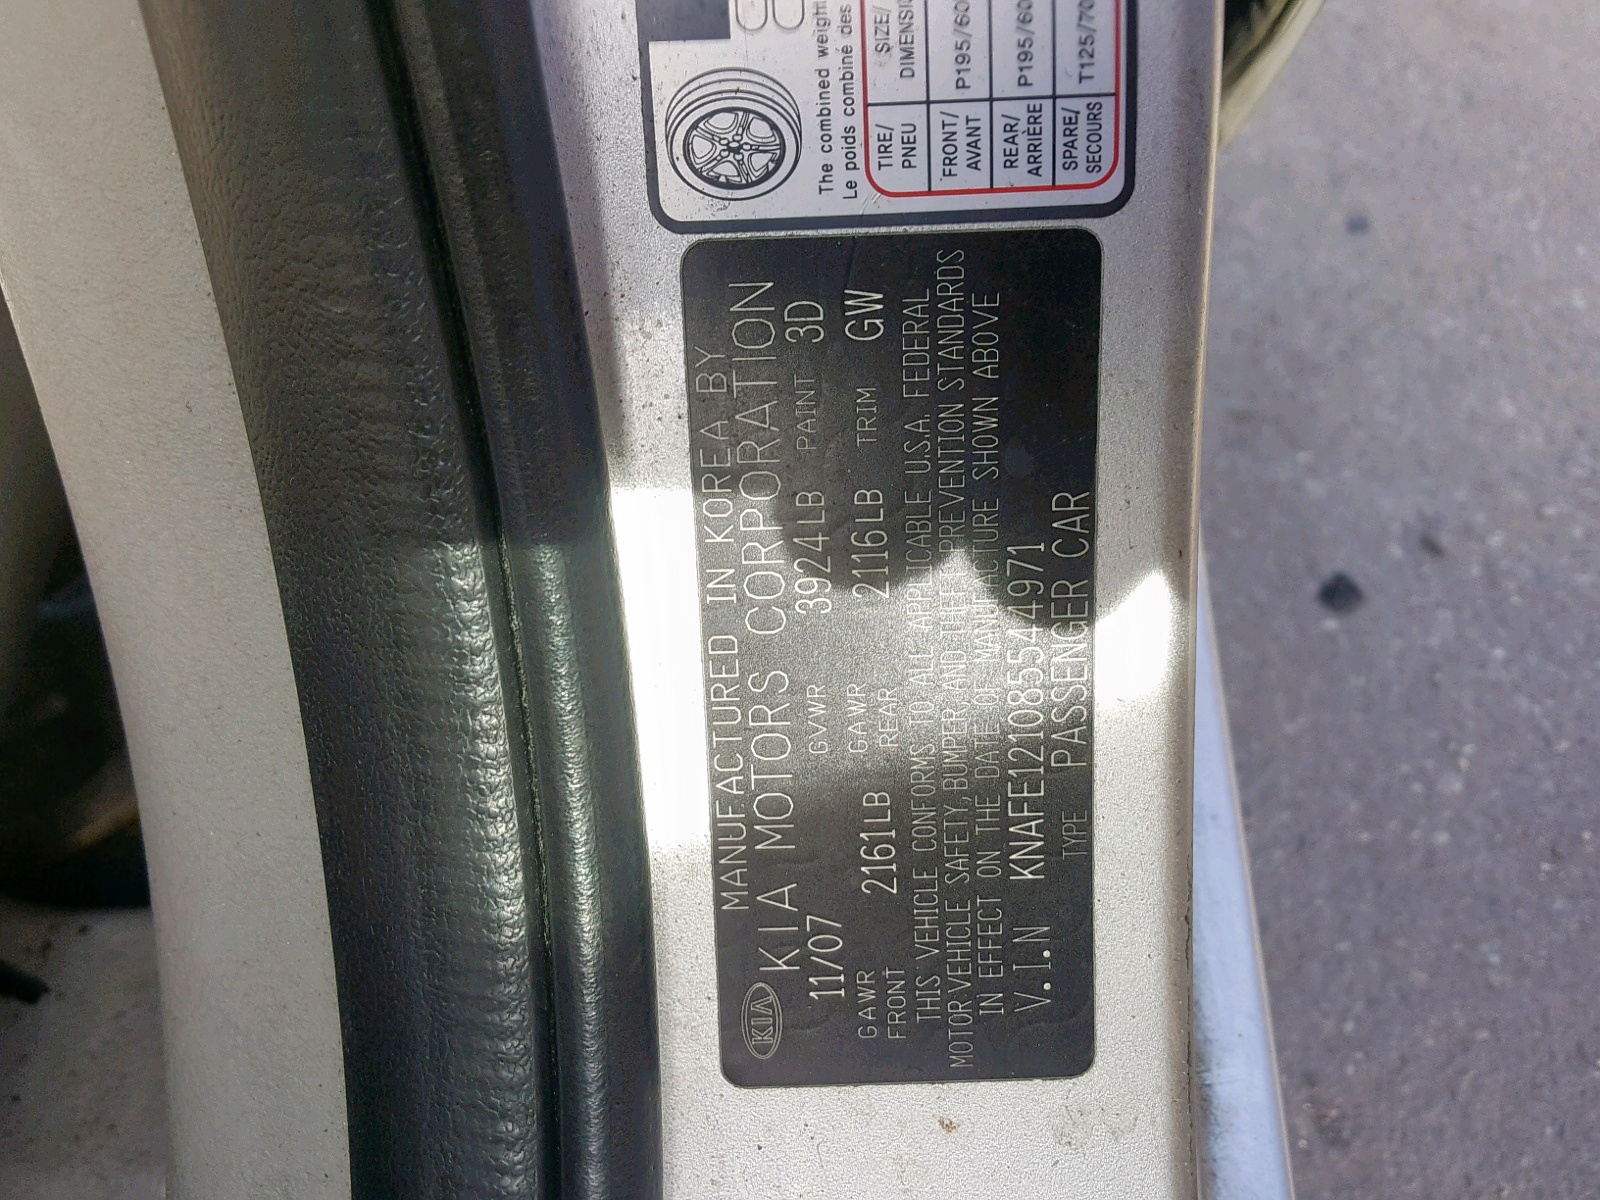 MANUFACTURED IN KOREA BY
KIA KIA MOTORS CORPORATION
11/07 GVWR 3924LB PAINT 3D
GAWR FRONT 2161LB GAWR REAR 2116LB TRIM GW
THIS VEHICLE CONFORMS TO ALL APPLICABLE U.S.A. FEDERAL
MOTOR VEHICLE SAFETY, BUMPER AND THEFT PREVENTION STANDARDS
IN EFFECT ON THE DATE OF MANUFACTURE SHOWN ABOVE
V.I.N KNAFE121085544971
TYPE PASSENGER CAR
The combined weight
Le poids combiné des
TIRE/ SIZE/
PNEU
FRONT/ P195/60
AVANT
REAR/ P195/60
ARRIÈRE
SPARE/ T125/70
SECOURS